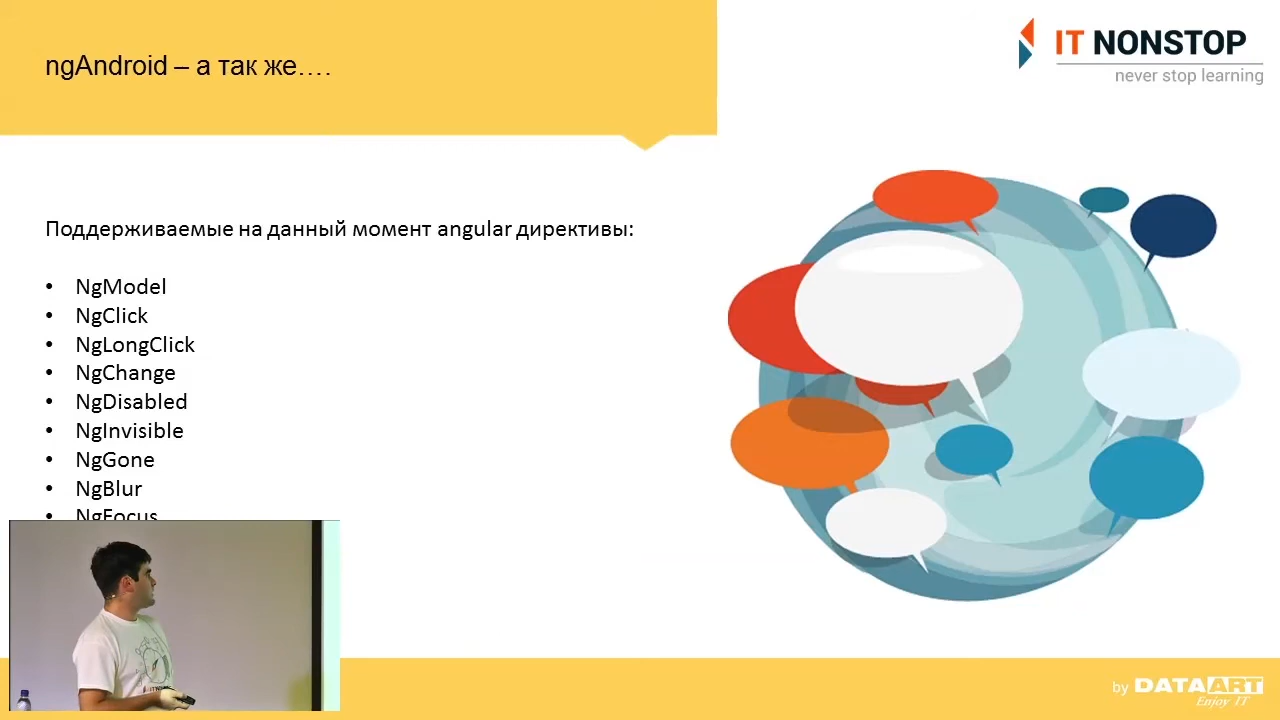 ngAndroid – а так же….
IT NONSTOP
never stop learning
Поддерживаемые на данный момент angular директивы:
• NgModel
• NgClick
• NgLongClick
• NgChange
• NgDisabled
• NgInvisible
• NgGone
• NgBlur
• NgFocus
by DATAART
Enjoy IT